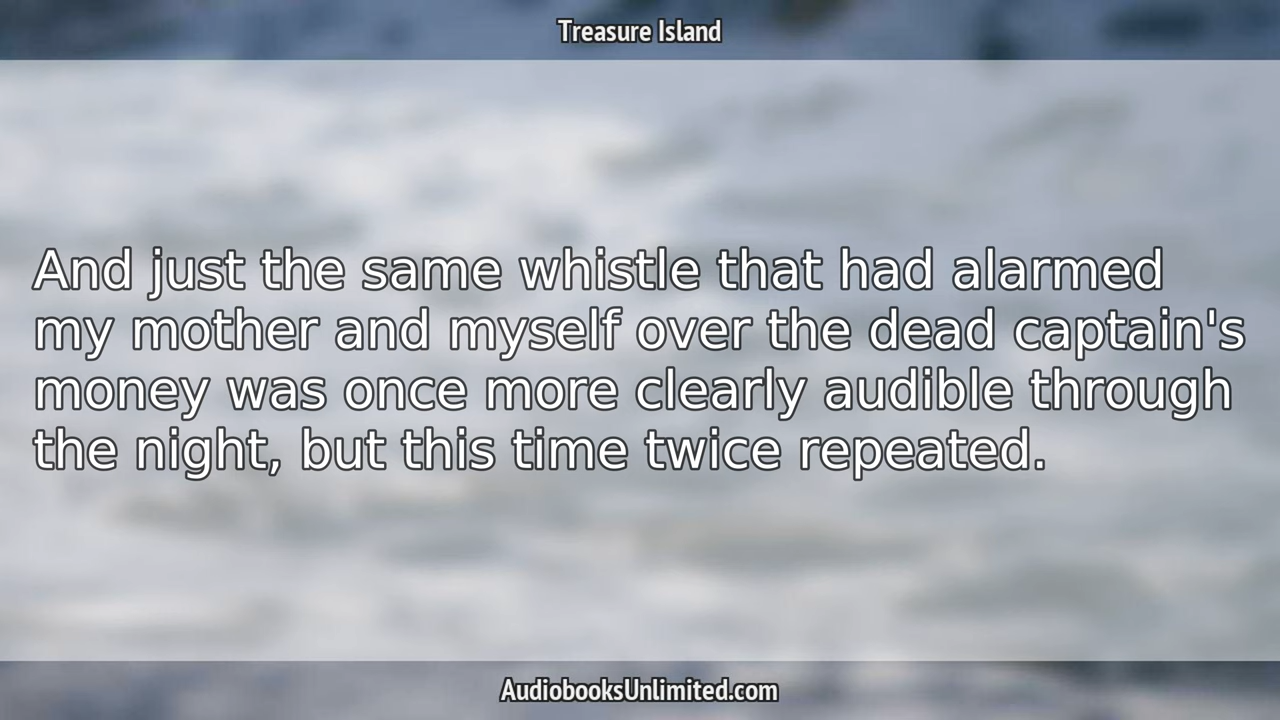 Treasure Island
And just the same whistle that had alarmed
my mother and myself over the dead captain's
money was once more clearly audible through
the night, but this time twice repeated.
AudiobooksUnlimited.com